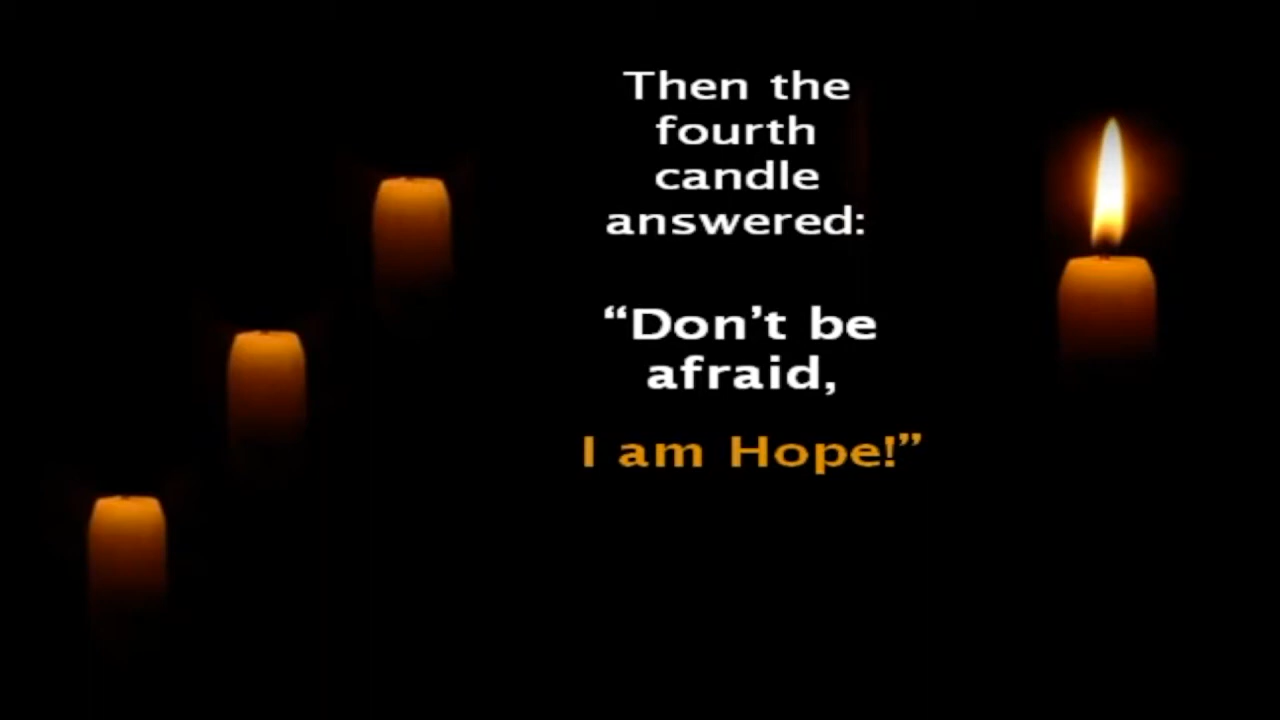 Then the
fourth
candle
answered:
“Don’t be
afraid,
I am Hope!”